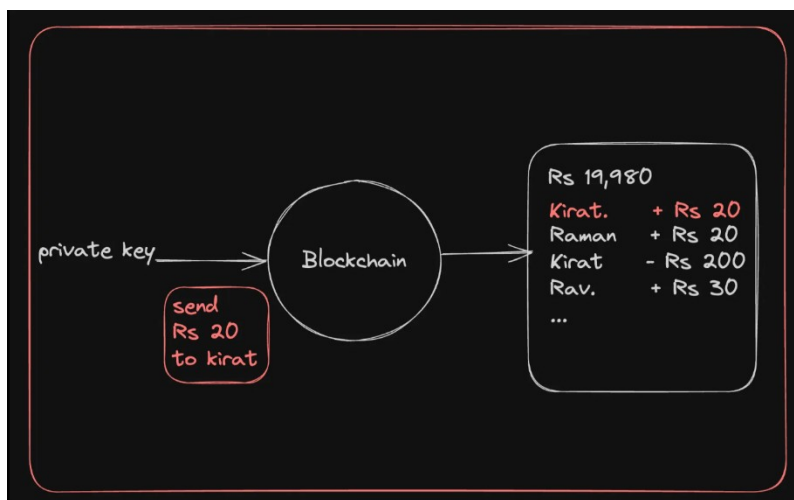 private key
send
Rs 20
to kirat
Blockchain
Rs 19,980
Kirat. + Rs 20
Raman + Rs 20
Kirat - Rs 200
Rav. + Rs 30
...